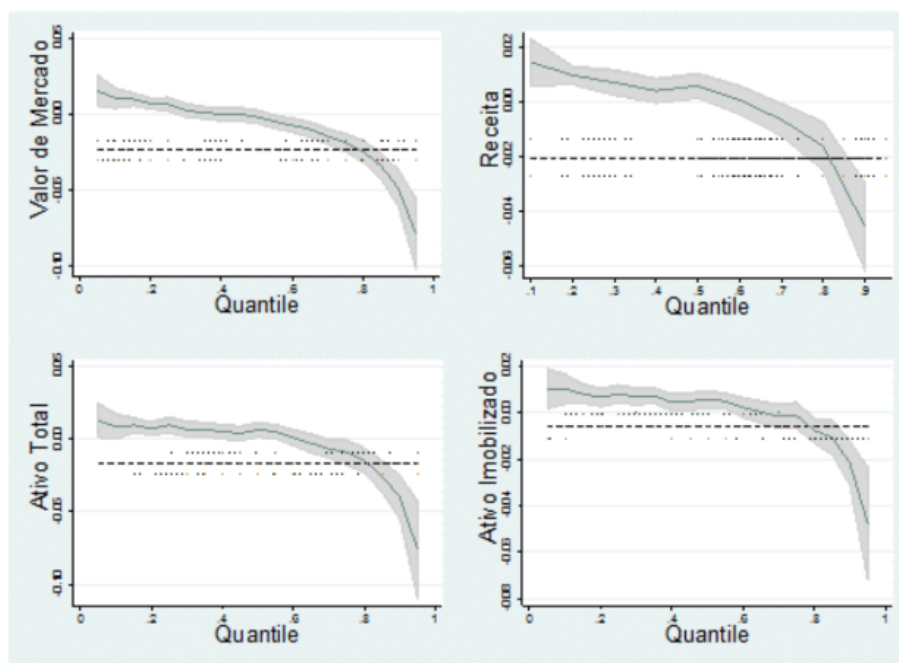 Valor de Mercado
0.05
0.00
-0.05
-0.10
0 .2 .4 .6 .8 1
Quantile
Receita
0.02
0.00
-0.02
-0.04
-0.06
.1 .2 .3 .4 .5 .6 .7 .8 .9
Quantile
Ativo Total
0.05
0.00
-0.05
-0.10
0 .2 .4 .6 .8 1
Quantile
Ativo Imobilizado
0.02
0.00
-0.02
-0.04
-0.06
-0.08
0 .2 .4 .6 .8 1
Quantile